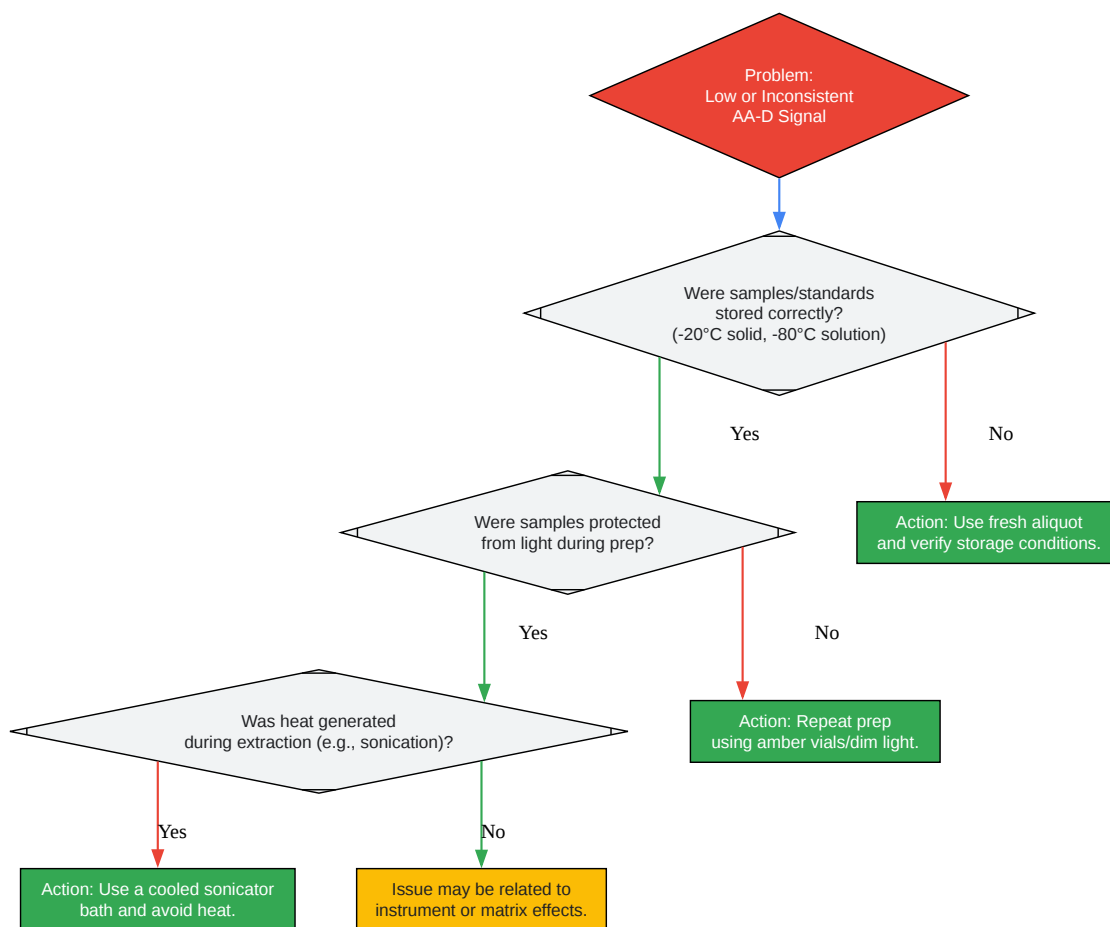 Problem:
Low or Inconsistent
AA-D Signal
Were samples/standards
stored correctly?
(-20°C solid, -80°C solution)
Yes
No
Were samples protected
from light during prep?
Action: Use fresh aliquot
and verify storage conditions.
Yes
No
Was heat generated
during extraction (e.g., sonication)?
Action: Repeat prep
using amber vials/dim light.
Yes
No
Action: Use a cooled sonicator
bath and avoid heat.
Issue may be related to
instrument or matrix effects.